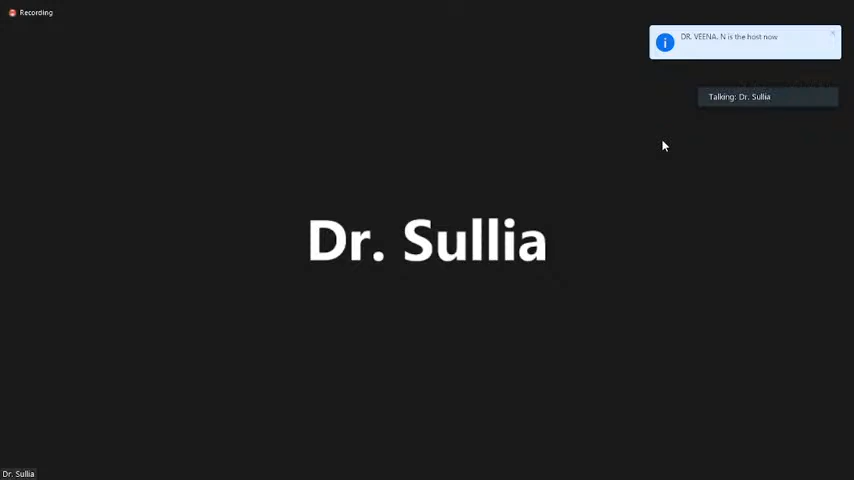 Recording
DR. VEENA. N is the host now
Talking: Dr. Sullia
Dr. Sullia
Dr. Sullia